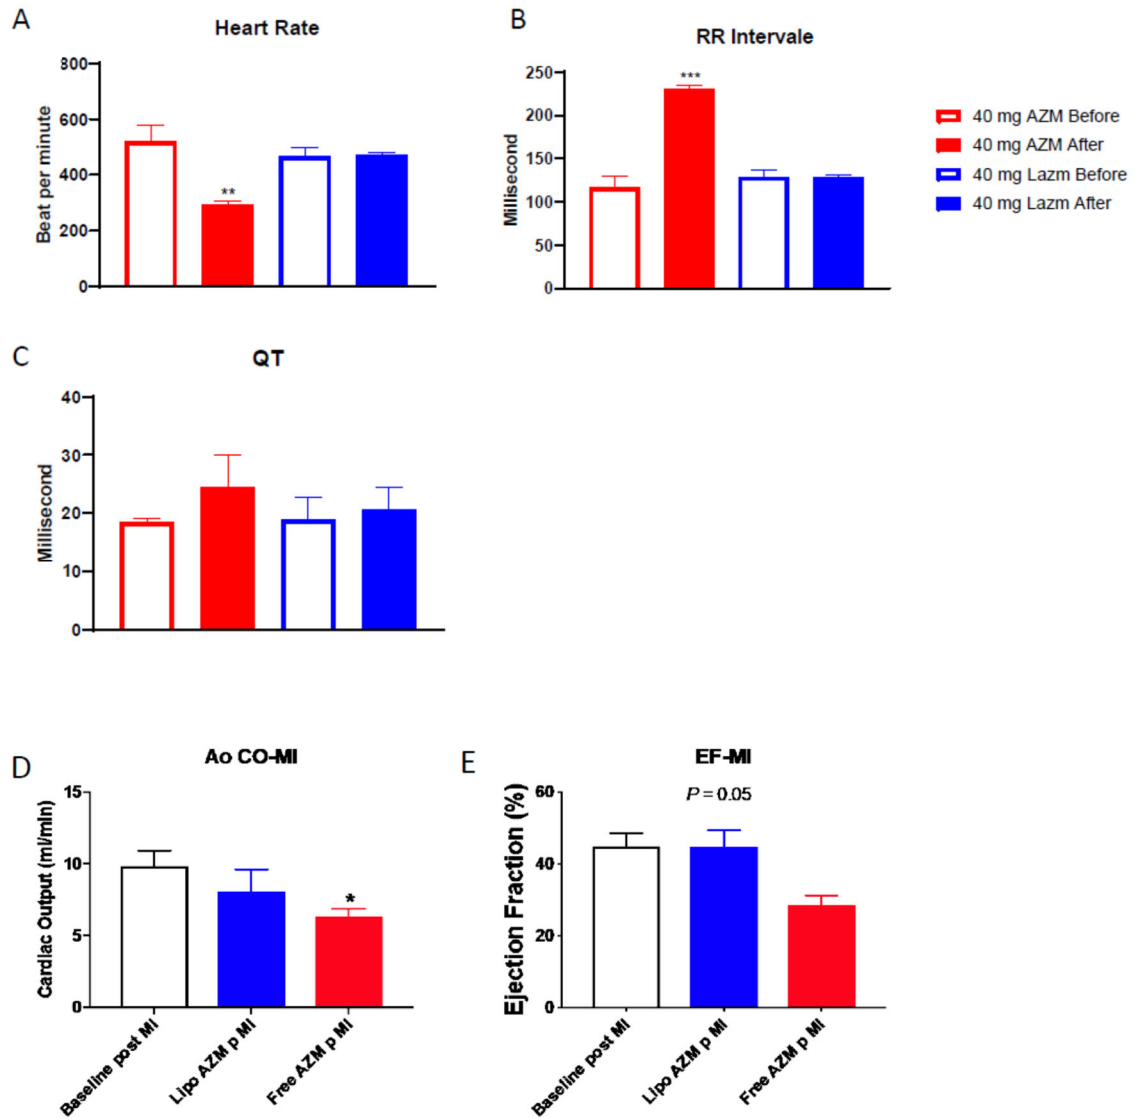 A
Heart Rate
800
600
400
200
0
Beat per minute
**
B
RR Intervale
250
200
150
100
50
0
Millisecond
***
40 mg AZM Before
40 mg AZM After
40 mg Lazm Before
40 mg Lazm After
C
QT
40
30
20
10
0
Millisecond
D
Ao CO-MI
15
10
5
0
Cardiac Output (ml/min)
*
Baseline post MI
Lipo AZM p MI
Free AZM p MI
E
EF-MI
P = 0.05
60
40
20
0
Ejection Fraction (%)
Baseline post MI
Lipo AZM p MI
Free AZM p MI